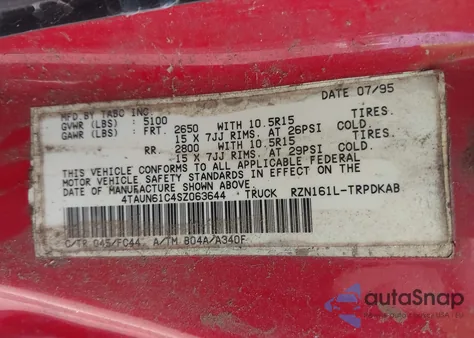 MFD.BY TABC INC. DATE 07/95
GVWR (LBS) : 5100
GAWR (LBS) : FRT. 2650 WITH 10.5R15 TIRES.
15 X 7JJ RIMS. AT 26PSI COLD.
RR. 2800 WITH 10.5R15 TIRES.
15 X 7JJ RIMS. AT 29PSI COLD.
THIS VEHICLE CONFORMS TO ALL APPLICABLE FEDERAL
MOTOR VEHICLE SAFETY STANDARDS IN EFFECT ON THE
DATE OF MANUFACTURE SHOWN ABOVE.
4TAUN61C4SZ063644 TRUCK RZN161L-TRPDKAB
C/TR 045/FC44 A/TM B04A/A340F
autoSnap